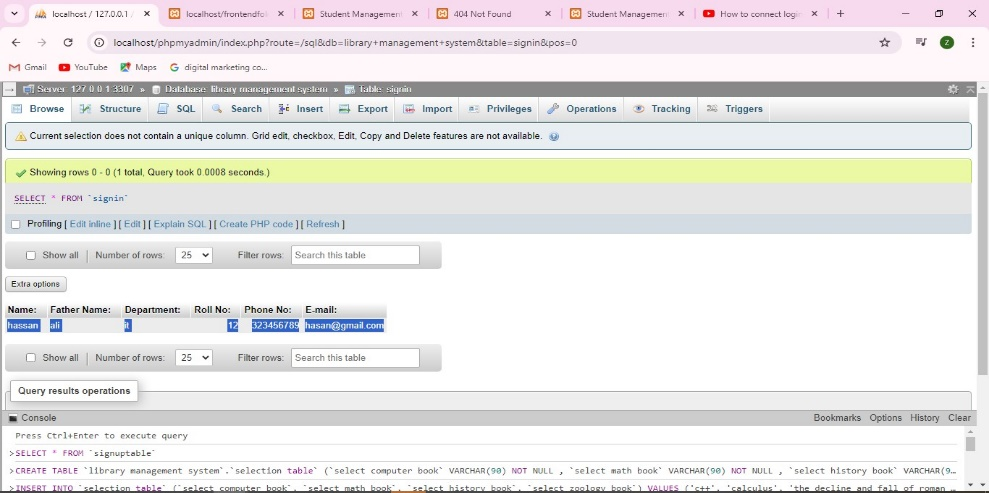 localhost / 127.0.0.1 /
localhost/frontendfol
Student Management
404 Not Found
Student Management
How to connect login
localhost/phpmyadmin/index.php?route=/sql&db=library+management+system&table=signin&pos=0
Z
Gmail YouTube Maps digital marketing co...
Server: 127.0.0.1:3307 » Database: library management system » Table: signin
Browse Structure SQL Search Insert Export Import Privileges Operations Tracking Triggers
Current selection does not contain a unique column. Grid edit, checkbox, Edit, Copy and Delete features are not available.
Showing rows 0 - 0 (1 total, Query took 0.0008 seconds.)
SELECT * FROM `signin`
Profiling [ Edit inline ] [ Edit ] [ Explain SQL ] [ Create PHP code ] [ Refresh ]
Show all | Number of rows: 25 Filter rows: Search this table
Extra options
Name: Father Name: Department: Roll No: Phone No: E-mail:
hassan ali it 12 323456789 hasan@gmail.com
Show all | Number of rows: 25 Filter rows: Search this table
Query results operations
Console Bookmarks Options History Clear
Press Ctrl+Enter to execute query
>SELECT * FROM `signuptable`
>CREATE TABLE `library management system`.`selection table` (`select computer book` VARCHAR(90) NOT NULL , `select math book` VARCHAR(90) NOT NULL , `select history book` VARCHAR(9...
>INSERT INTO `selection table` (`select computer book`, `select math book`, `select history book`, `select zoology book`) VALUES ('c++', 'calculus', 'the decline and fall of roman ...